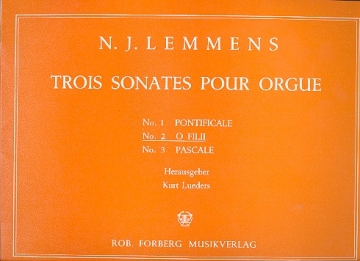 N. J. LEMMENS
TROIS SONATES POUR ORGUE
No. 1 PONTIFICALE
No. 2 O FILII
No. 3 PASCALE
Herausgeber
Kurt Lueders
ROB. FORBERG MUSIKVERLAG